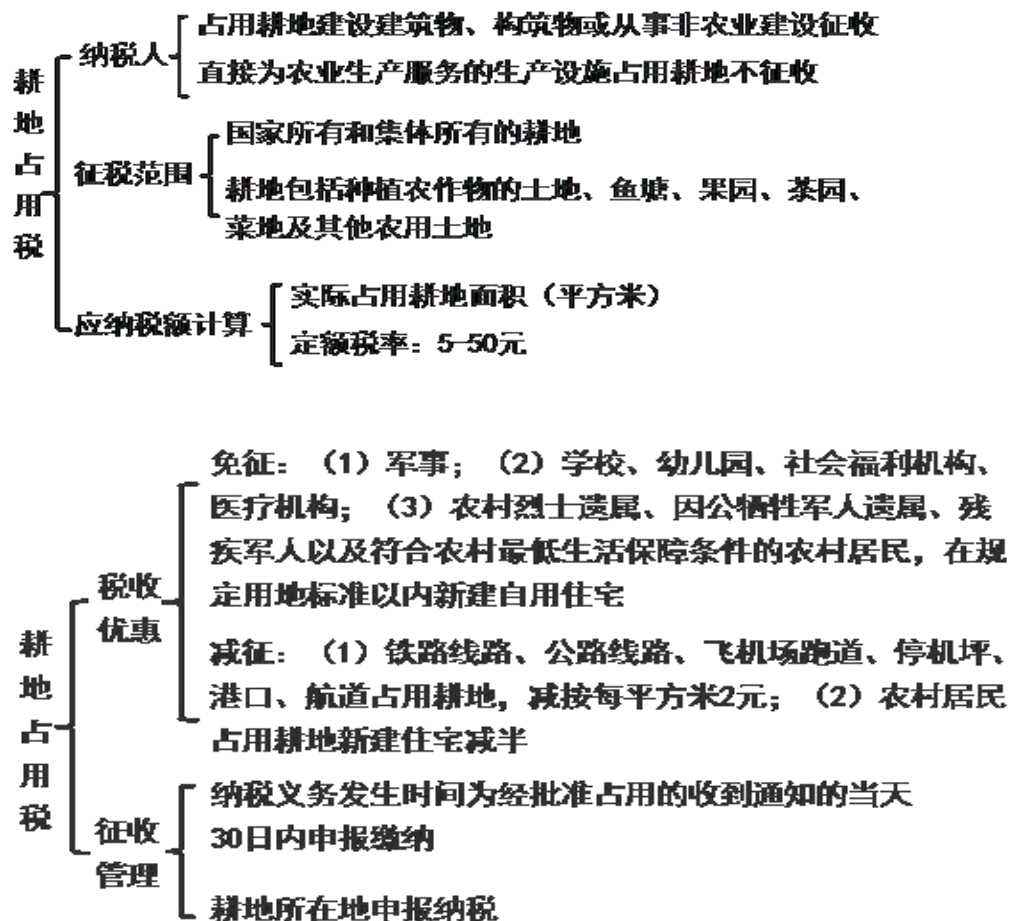 耕地占用税
纳税人
占用耕地建设建筑物、构筑物或从事非农业建设征收
直接为农业生产服务的生产设施占用耕地不征收
征税范围
国家所有和集体所有的耕地
耕地包括种植农作物的土地、鱼塘、果园、茶园、
菜地及其他农用土地
应纳税额计算
实际占用耕地面积（平方米）
定额税率：5-50元
耕地占用税
税收
优惠
免征：（1）军事；（2）学校、幼儿园、社会福利机构、
医疗机构；（3）农村烈士遗属、因公牺牲军人遗属、残
疾军人以及符合农村最低生活保障条件的农村居民，在规
定用地标准以内新建自用住宅
减征：（1）铁路线路、公路线路、飞机场跑道、停机坪、
港口、航道占用耕地，减按每平方米2元；（2）农村居民
占用耕地新建住宅减半
征收
管理
纳税义务发生时间为经批准占用的收到通知的当天
30日内申报缴纳
耕地所在地申报纳税